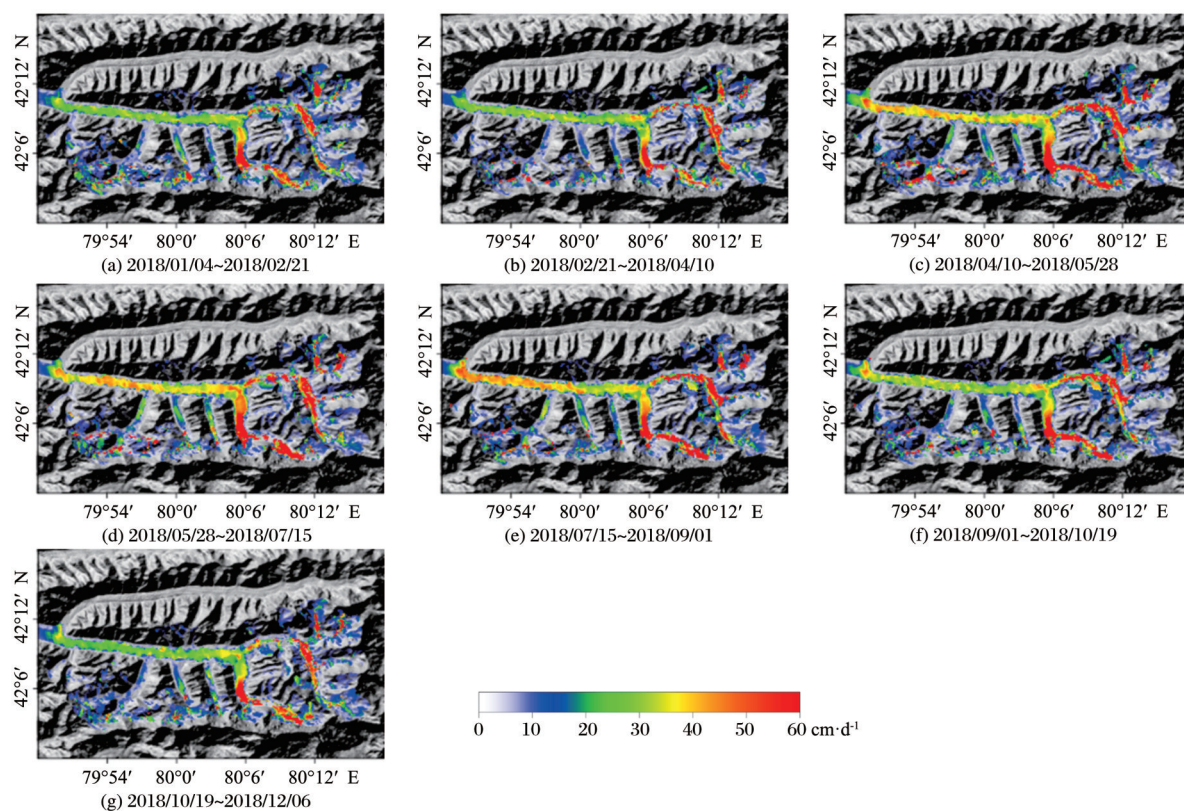 42°12′ N
42°6′
79°54′ 80°0′ 80°6′ 80°12′ E
(a) 2018/01/04~2018/02/21
42°12′ N
42°6′
79°54′ 80°0′ 80°6′ 80°12′ E
(b) 2018/02/21~2018/04/10
42°12′ N
42°6′
79°54′ 80°0′ 80°6′ 80°12′ E
(c) 2018/04/10~2018/05/28
42°12′ N
42°6′
79°54′ 80°0′ 80°6′ 80°12′ E
(d) 2018/05/28~2018/07/15
42°12′ N
42°6′
79°54′ 80°0′ 80°6′ 80°12′ E
(e) 2018/07/15~2018/09/01
42°12′ N
42°6′
79°54′ 80°0′ 80°6′ 80°12′ E
(f) 2018/09/01~2018/10/19
42°12′ N
42°6′
79°54′ 80°0′ 80°6′ 80°12′ E
(g) 2018/10/19~2018/12/06
0 10 20 30 40 50 60 cm·d⁻¹